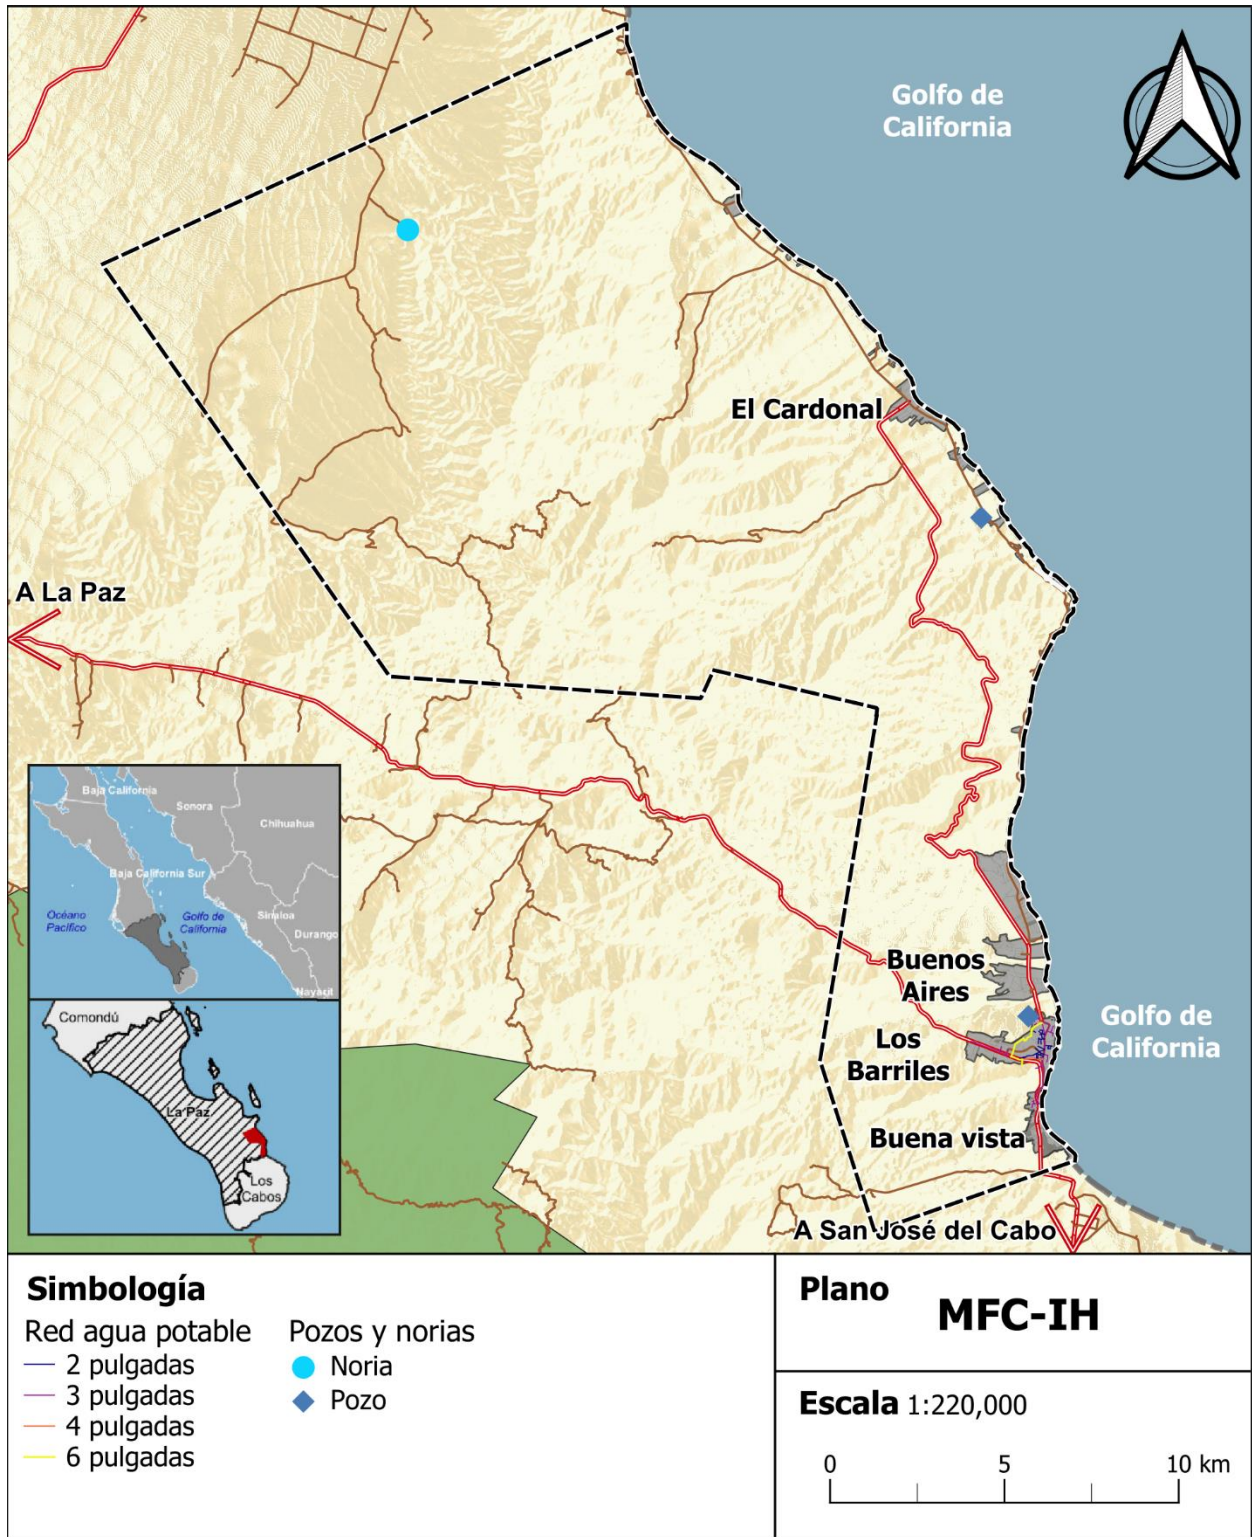 Golfo de
California
El Cardonal
A La Paz
Baja California
Sonora
Chihuahua
Baja California Sur
Océano
Pacífico
Golfo de
California
Sinaloa
Durango
Nayarit
Comondú
La Paz
Los
Cabos
Buenos
Aires
Los
Barriles
Golfo de
California
Buena vista
A San José del Cabo
Simbología
Red agua potable
2 pulgadas
3 pulgadas
4 pulgadas
6 pulgadas
Pozos y norias
Noria
Pozo
Plano
MFC-IH
Escala 1:220,000
0 5 10 km